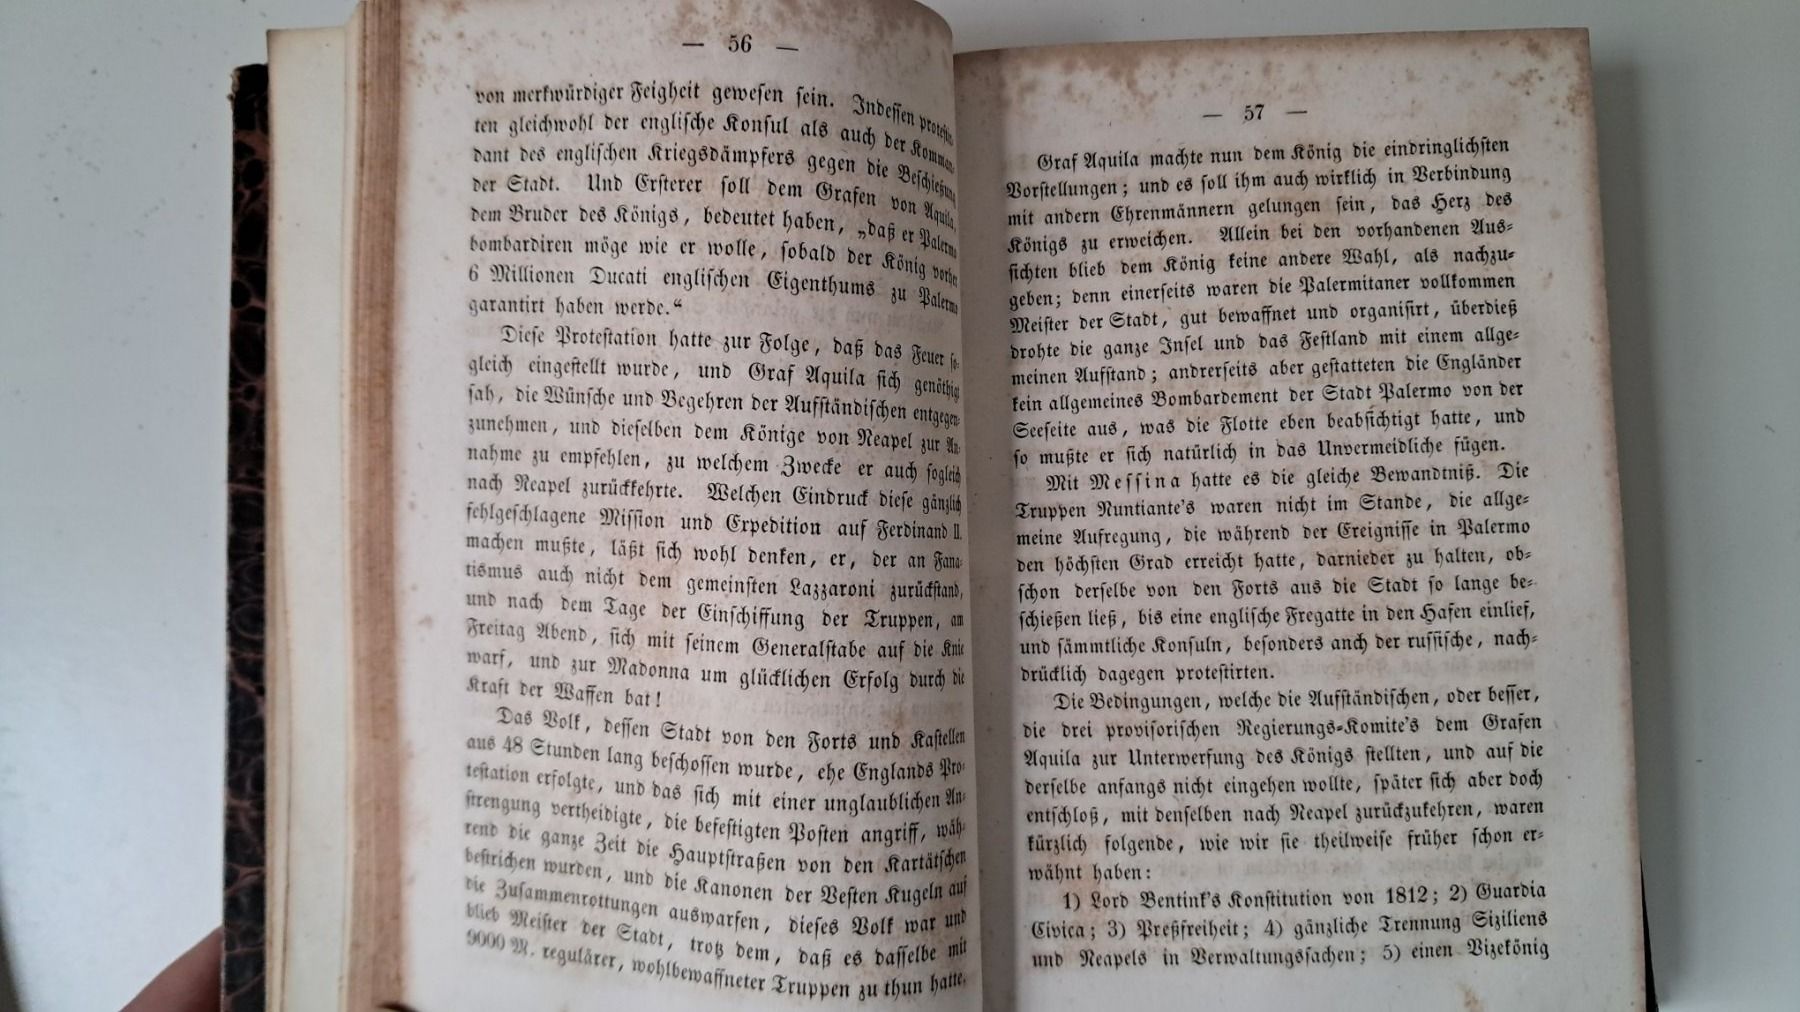 — 56 —
von merkwürdiger Feigheit gewesen sein. Indessen protestir-
ten gleichwohl der englische Konsul als auch der Komman-
dant des englischen Kriegsdämpfers gegen die Beschießung
der Stadt. Und Ersterer soll dem Grafen von Aquila,
dem Bruder des Königs, bedeutet haben, „daß er Palermo
bombardiren möge wie er wolle, sobald der König vorher
6 Millionen Ducati englischen Eigenthums zu Palermo
garantirt haben werde.“
Diese Protestation hatte zur Folge, daß das Feuer so-
gleich eingestellt wurde, und Graf Aquila sich genöthigt
sah, die Wünsche und Begehren der Aufständischen entgegen-
zunehmen, und dieselben dem Könige von Neapel zur An-
nahme zu empfehlen, zu welchem Zwecke er auch sogleich
nach Neapel zurückkehrte. Welchen Eindruck diese gänzlich
fehlgeschlagene Mission und Expedition auf Ferdinand II.
machen mußte, läßt sich wohl denken, er, der an Fana-
tismus auch nicht dem gemeinsten Lazzaroni zurückstand,
und nach dem Tage der Einschiffung der Truppen, am
Freitag Abend, sich mit seinem Generalstabe auf die Knie
warf, und zur Madonna um glücklichen Erfolg durch die
Kraft der Waffen bat!
Das Volk, dessen Stadt von den Forts und Kastellen
aus 48 Stunden lang beschossen wurde, ehe Englands Pro-
testation erfolgte, und das sich mit einer unglaublichen An-
strengung vertheidigte, die befestigten Posten angriff, wäh-
rend die ganze Zeit die Hauptstraßen von den Kartätschen
bestrichen wurden, und die Kanonen der Vesten Kugeln auf
die Zusammenrottungen auswarfen, dieses Volk war und
blieb Meister der Stadt, trotz dem, daß es dasselbe mit
9000 M. regulärer, wohlbewaffneter Truppen zu thun hatte.
— 57 —
Graf Aquila machte nun dem König die eindringlichsten
Vorstellungen; und es soll ihm auch wirklich in Verbindung
mit andern Ehrenmännern gelungen sein, das Herz des
Königs zu erweichen. Allein bei den vorhandenen Aus-
sichten blieb dem König keine andere Wahl, als nachzu-
geben; denn einerseits waren die Palermitaner vollkommen
Meister der Stadt, gut bewaffnet und organisirt, überdieß
drohte die ganze Insel und das Festland mit einem allge-
meinen Aufstand; andrerseits aber gestatteten die Engländer
kein allgemeines Bombardement der Stadt Palermo von der
Seeseite aus, was die Flotte eben beabsichtigt hatte, und
so mußte er sich natürlich in das Unvermeidliche fügen.
Mit Messina hatte es die gleiche Bewandtniß. Die
Truppen Nuntiante's waren nicht im Stande, die allge-
meine Aufregung, die während der Ereignisse in Palermo
den höchsten Grad erreicht hatte, darnieder zu halten, ob-
schon derselbe von den Forts aus die Stadt so lange be-
schießen ließ, bis eine englische Fregatte in den Hafen einlief,
und sämmtliche Konsuln, besonders anch der russische, nach-
drücklich dagegen protestirten.
Die Bedingungen, welche die Aufständischen, oder besser,
die drei provisorischen Regierungs-Komite's dem Grafen
Aquila zur Unterwerfung des Königs stellten, und auf die
derselbe anfangs nicht eingehen wollte, später sich aber doch
entschloß, mit denselben nach Neapel zurückzukehren, waren
kürzlich folgende, wie wir sie theilweise früher schon er-
wähnt haben:
1) Lord Bentink's Konstitution von 1812; 2) Guardia
Civica; 3) Preßfreiheit; 4) gänzliche Trennung Siziliens
und Neapels in Verwaltungssachen; 5) einen Vizekönig